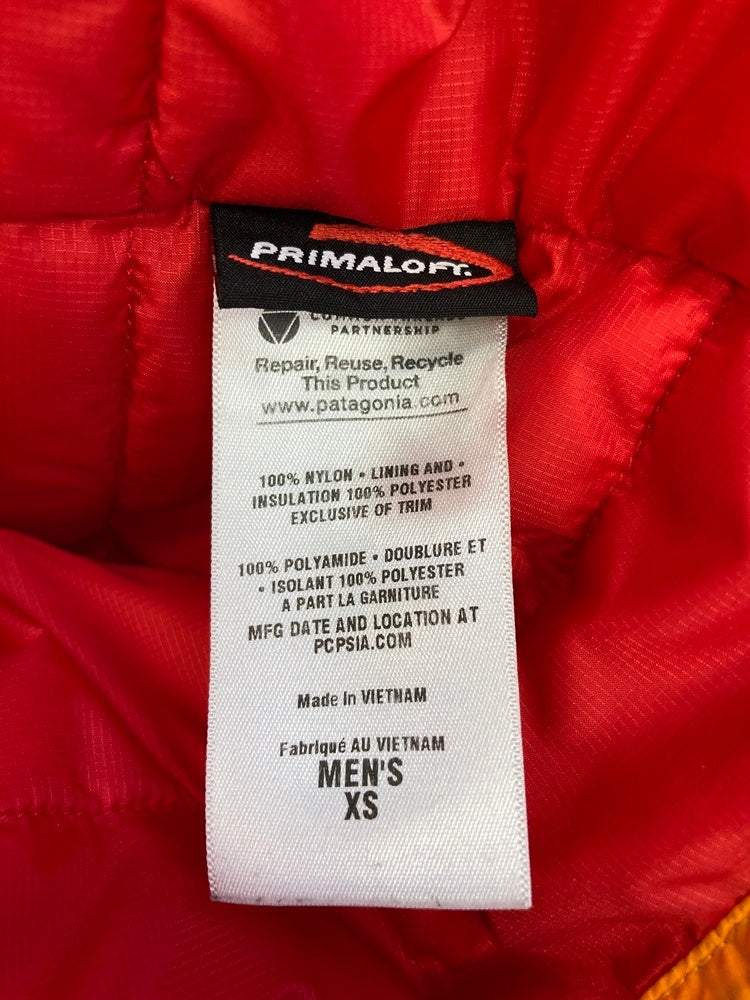 PRIMALOFT
PARTNERSHIP
Repair, Reuse, Recycle
This Product
www.patagonia.com
100% NYLON • LINING AND •
INSULATION 100% POLYESTER
EXCLUSIVE OF TRIM
100% POLYAMIDE • DOUBLURE ET
• ISOLANT 100% POLYESTER
A PART LA GARNITURE
MFG DATE AND LOCATION AT
PCPSIA.COM
Made in VIETNAM
Fabriqué AU VIETNAM
MEN'S
XS